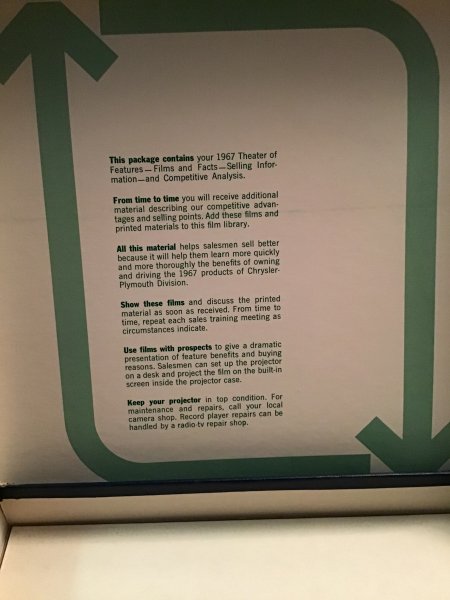 This package contains your 1967 Theater of
Features—Films and Facts—Selling Infor-
mation—and Competitive Analysis.
From time to time you will receive additional
material describing our competitive advan-
tages and selling points. Add these films and
printed materials to this film library.
All this material helps salesmen sell better
because it will help them learn more quickly
and more thoroughly the benefits of owning
and driving the 1967 products of Chrysler-
Plymouth Division.
Show these films and discuss the printed
material as soon as received. From time to
time, repeat each sales training meeting as
circumstances indicate.
Use films with prospects to give a dramatic
presentation of feature benefits and buying
reasons. Salesmen can set up the projector
on a desk and project the film on the built-in
screen inside the projector case.
Keep your projector in top condition. For
maintenance and repairs, call your local
camera shop. Record player repairs can be
handled by a radio-tv repair shop.